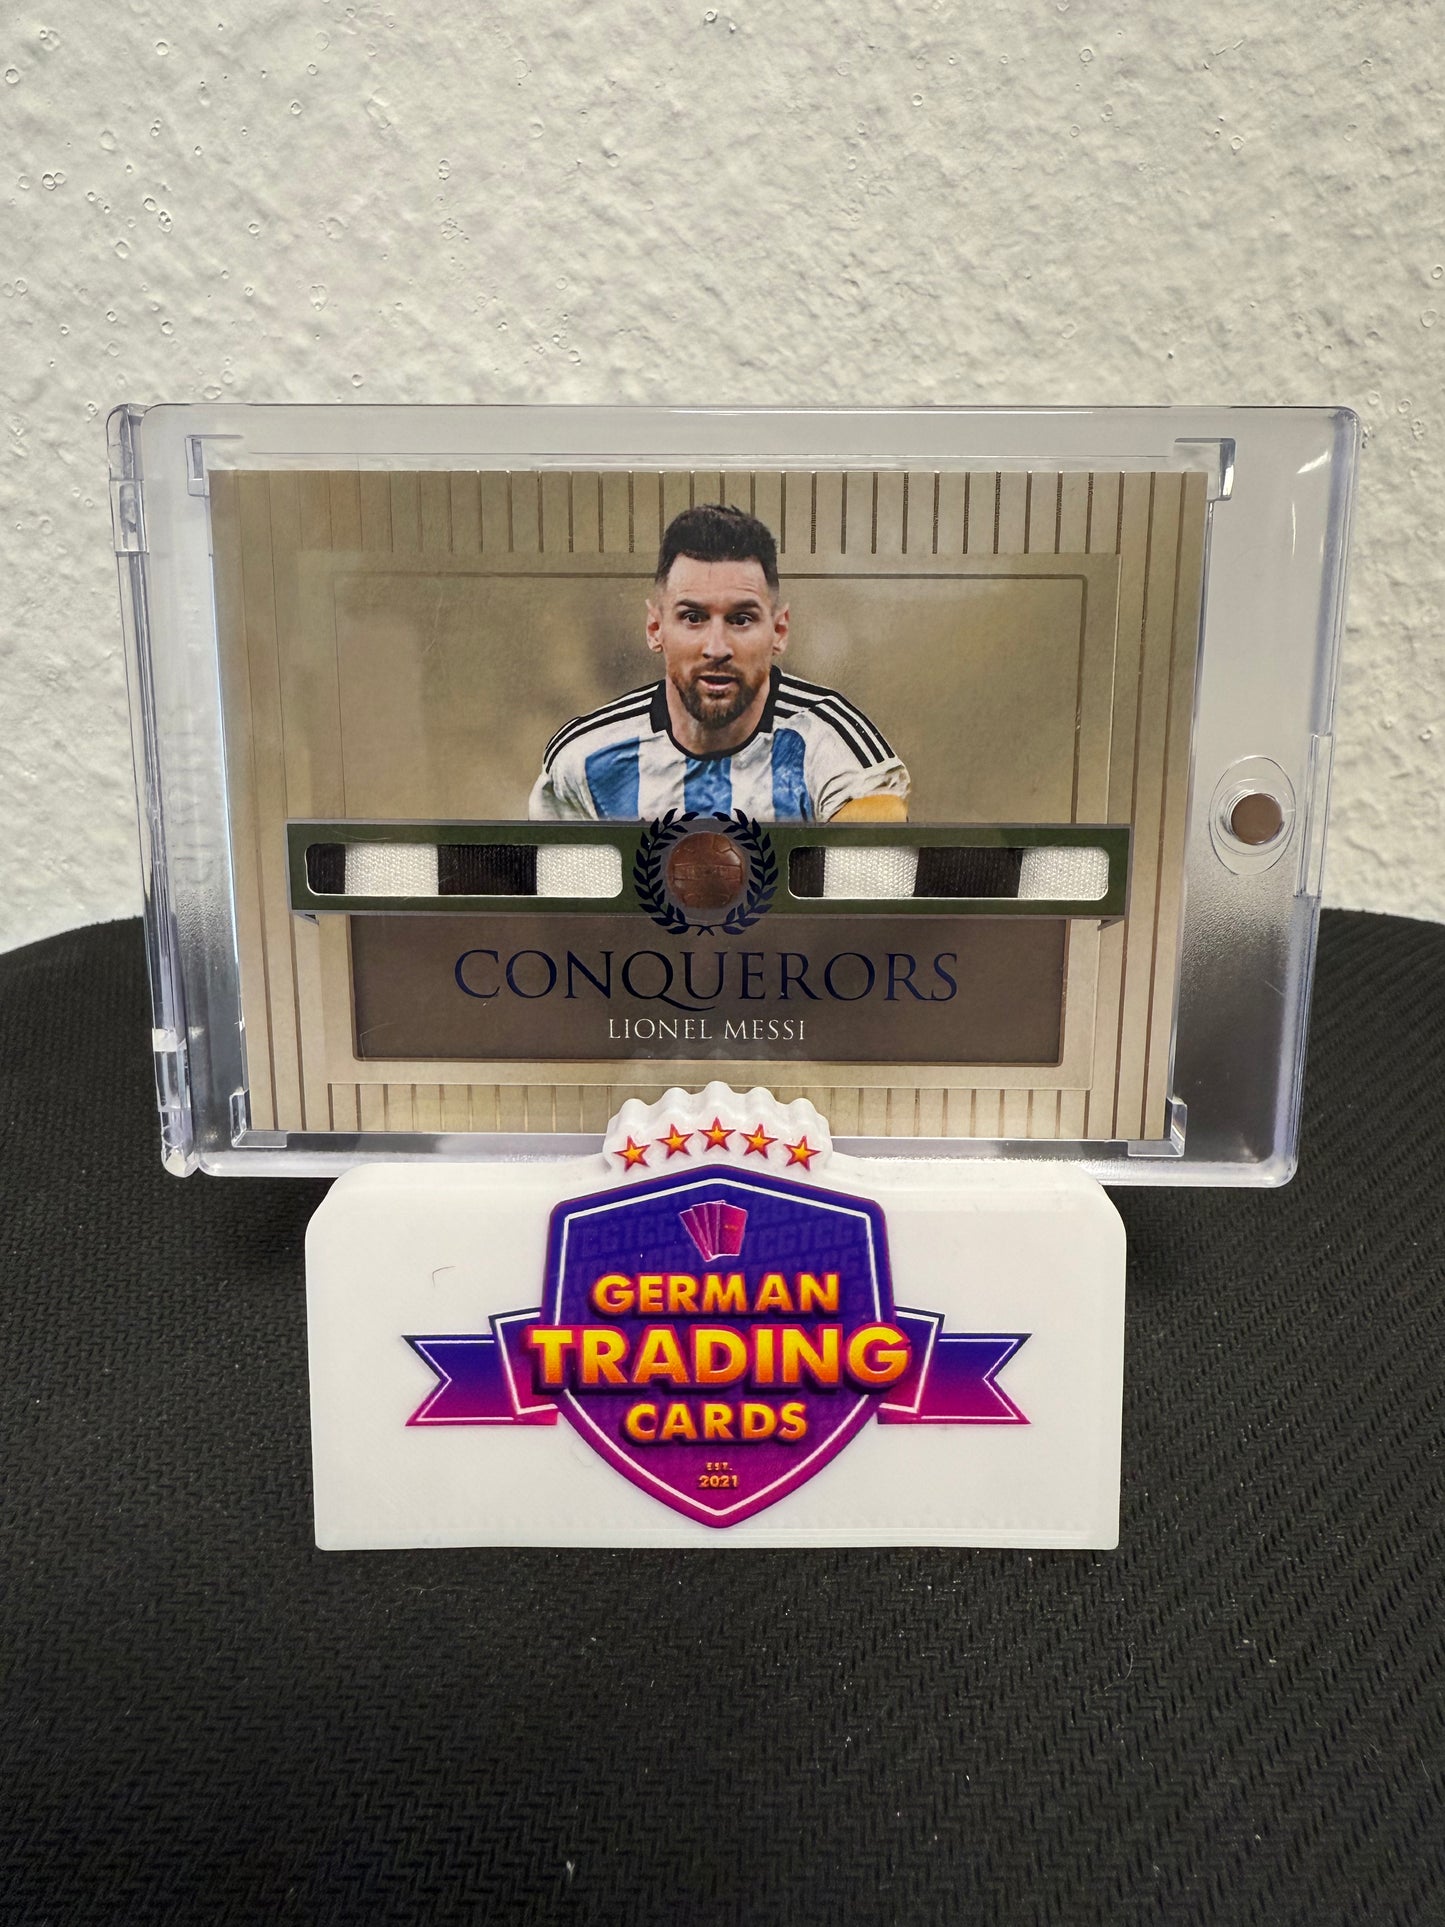 CONQUERORS
LIONEL MESSI
GERMAN
TRADING
CARDS
EST.
2021